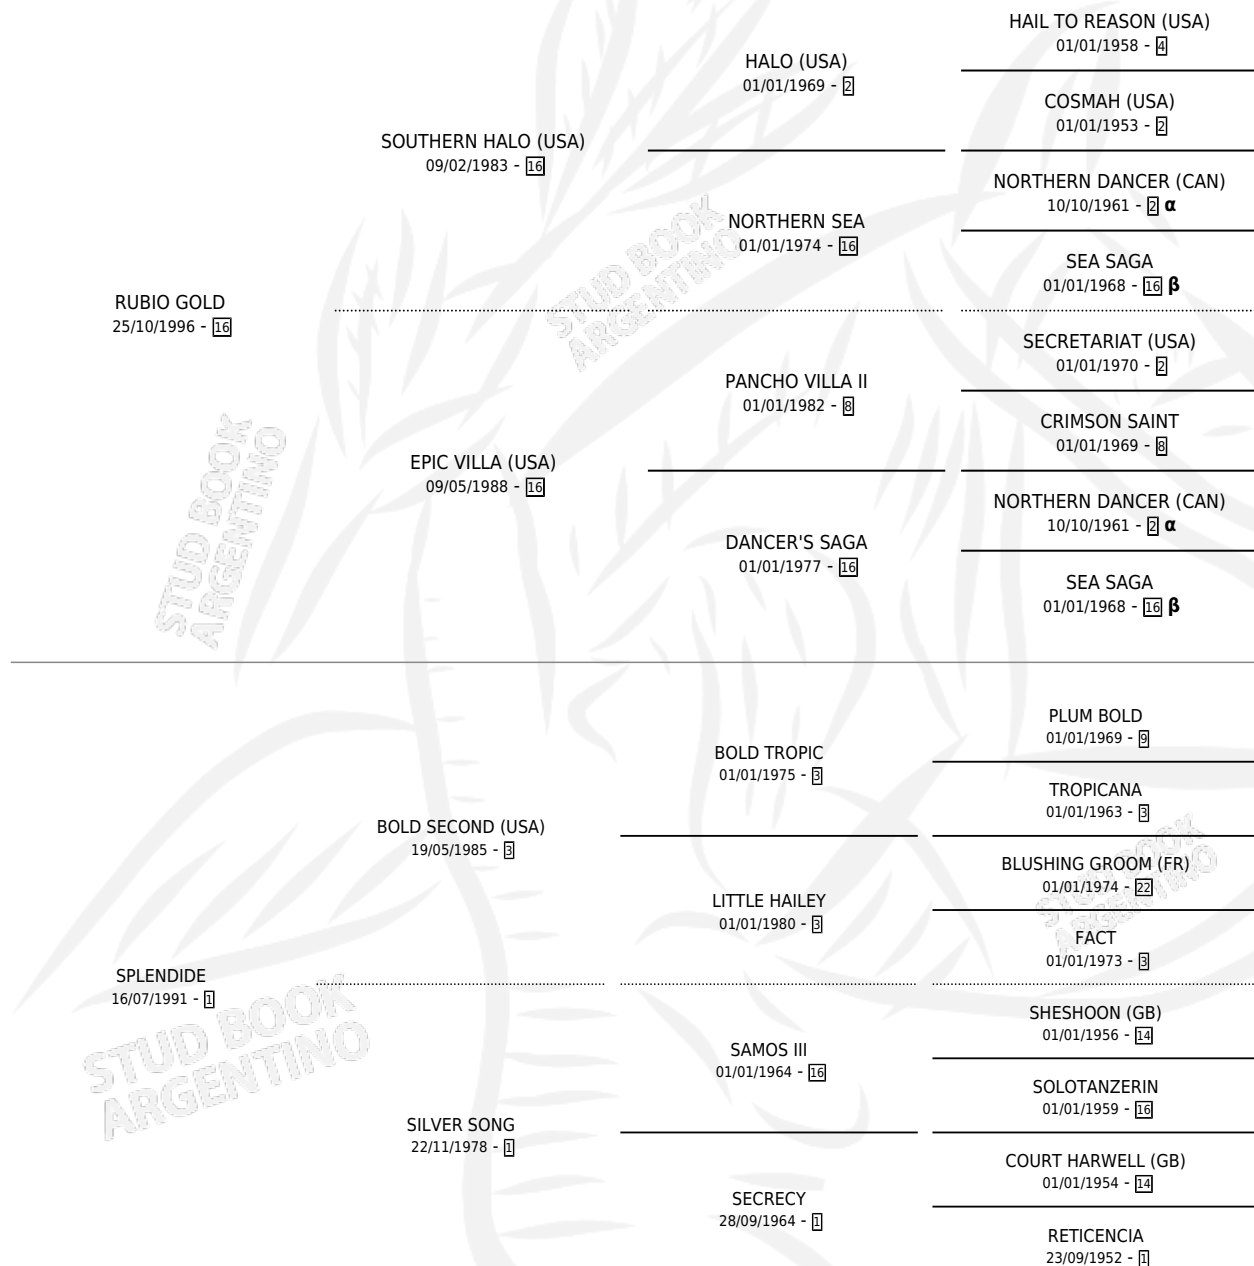 HAIL TO REASON (USA)
01/01/1958 - 4
HALO (USA)
01/01/1969 - 2
COSMAH (USA)
01/01/1953 - 2
SOUTHERN HALO (USA)
09/02/1983 - 16
NORTHERN DANCER (CAN)
10/10/1961 - 2 α
NORTHERN SEA
01/01/1974 - 16
SEA SAGA
01/01/1968 - 16 β
RUBIO GOLD
25/10/1996 - 16
STUD BOOK
ARGENTINO
SECRETARIAT (USA)
01/01/1970 - 2
PANCHO VILLA II
01/01/1982 - 8
CRIMSON SAINT
01/01/1969 - 8
EPIC VILLA (USA)
09/05/1988 - 16
NORTHERN DANCER (CAN)
10/10/1961 - 2 α
DANCER'S SAGA
01/01/1977 - 16
SEA SAGA
01/01/1968 - 16 β
STUD BOOK
ARGENTINO
PLUM BOLD
01/01/1969 - 9
BOLD TROPIC
01/01/1975 - 3
TROPICANA
01/01/1963 - 3
BOLD SECOND (USA)
19/05/1985 - 3
BLUSHING GROOM (FR)
01/01/1974 - 22
LITTLE HAILEY
01/01/1980 - 3
STUD BOOK
ARGENTINO
FACT
01/01/1973 - 3
SPLENDIDE
16/07/1991 - 1
STUD BOOK
ARGENTINO
SHESHOON (GB)
01/01/1956 - 14
SAMOS III
01/01/1964 - 16
SOLOTANZERIN
01/01/1959 - 16
SILVER SONG
22/11/1978 - 1
COURT HARWELL (GB)
01/01/1954 - 14
SECRECY
28/09/1964 - 1
RETICENCIA
23/09/1952 - 1